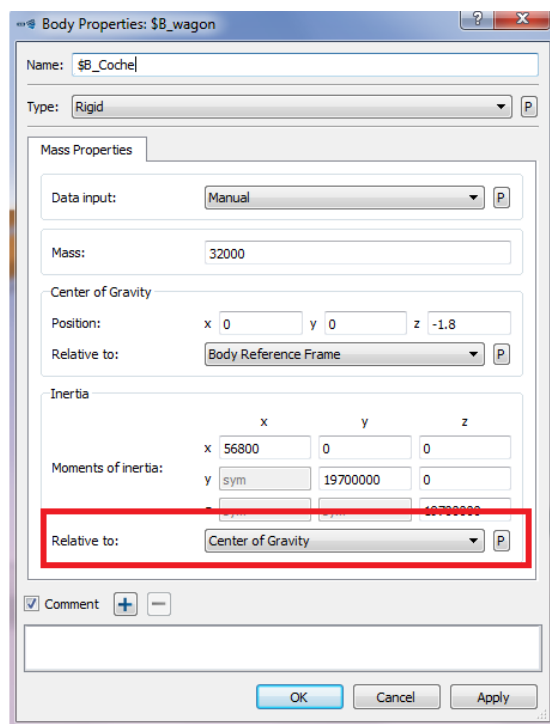 Body Properties: $B_wagon
?
X
Name: $B_Coche
Type: Rigid P
Mass Properties
Data input: Manual P
Mass: 32000
Center of Gravity
Position: x 0 y 0 z -1.8
Relative to: Body Reference Frame P
Inertia
x y z
x 56800 0 0
Moments of inertia:
y sym 19700000 0
19700000
Relative to: Center of Gravity P
Comment + -
OK Cancel Apply